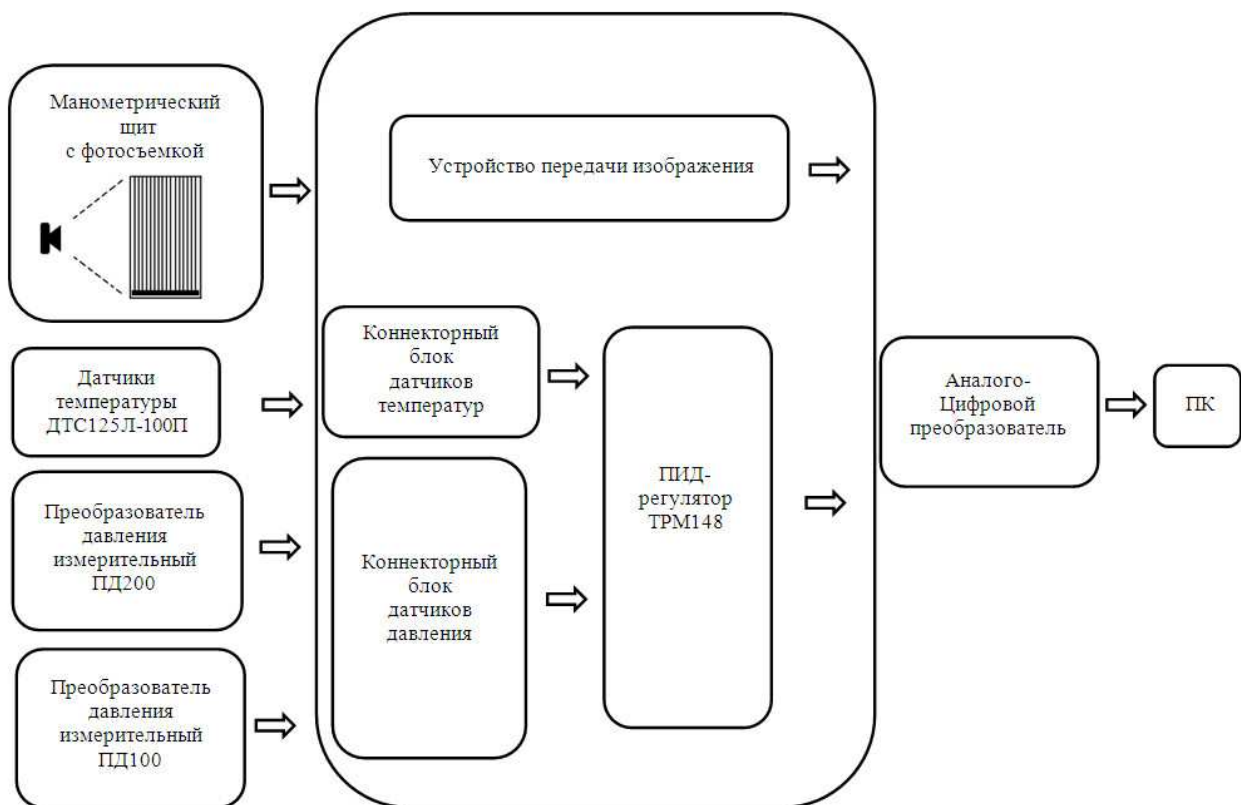 Манометрический
щит
с фотосъемкой
Устройство передачи изображения
Датчики
температуры
ДТС125Л-100П
Коннекторный
блок
датчиков
температур
Преобразователь
давления
измерительный
ПД200
Коннекторный
блок
датчиков
давления
Преобразователь
давления
измерительный
ПД100
ПИД-
регулятор
ТРМ148
Аналого-
Цифровой
преобразователь
ПК